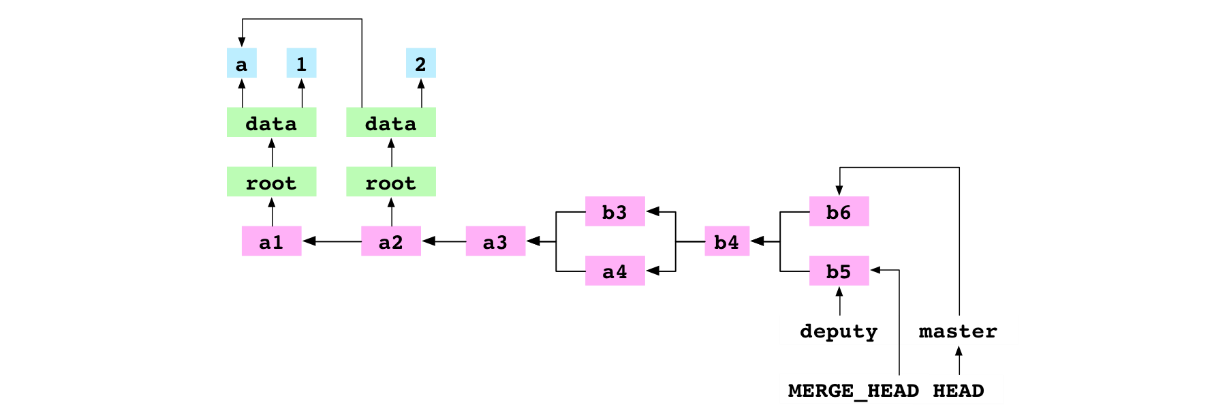 a 1 2
data data
root root
b3 b6
a1 a2 a3 b4
a4 b5
deputy master
MERGE_HEAD HEAD